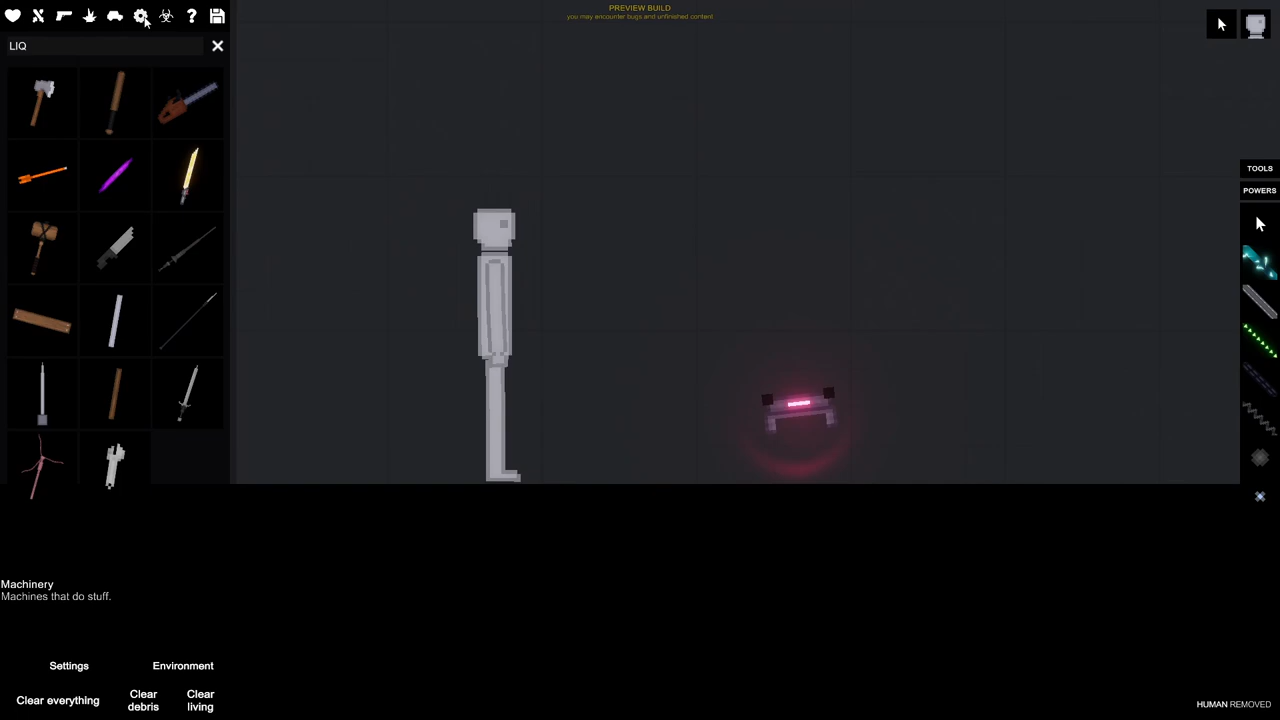 PREVIEW BUILD
you may encounter bugs and unfinished content
LIQ
TOOLS
POWERS
Machinery
Machines that do stuff.
Settings
Environment
Clear everything
Clear debris
Clear living
HUMAN REMOVED